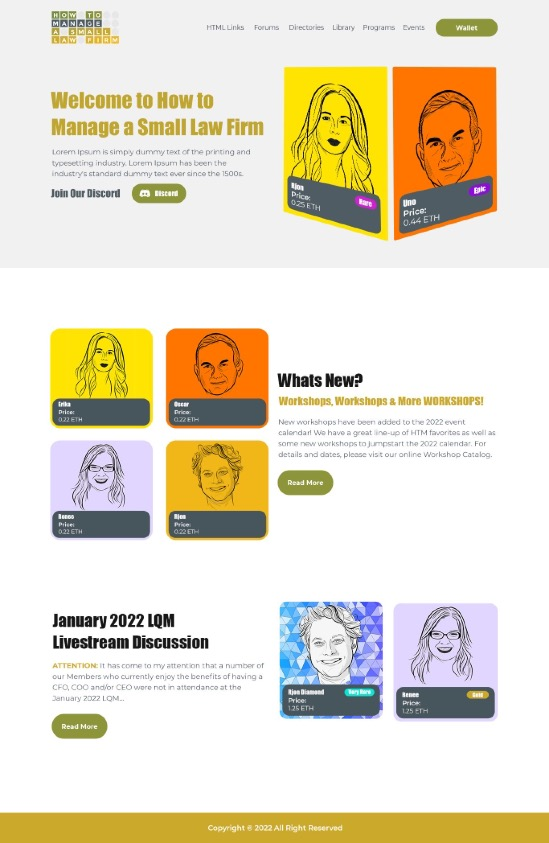 HOW TO
MANAGE
A SMALL
LAW FIRM
HTML Links Forums Directories Library Programs Events Wallet
Welcome to How to
Manage a Small Law Firm
Lorem Ipsum is simply dummy text of the printing and
typesetting industry. Lorem Ipsum has been the
industry's standard dummy text ever since the 1500s.
Join Our Discord Discord
Rjon
Price:
0.25 ETH
Rare
Uno
Price:
0.44 ETH
Epic
Erika
Price:
0.22 ETH
Oscar
Price:
0.22 ETH
Renee
Price:
0.22 ETH
Rjon
Price:
0.22 ETH
Whats New?
Workshops, Workshops & More WORKSHOPS!
New workshops have been added to the 2022 event
calendar! We have a great line-up of HTM favorites as well as
some new workshops to jumpstart the 2022 calendar. For
details and dates, please visit our online Workshop Catalog.
Read More
January 2022 LQM
Livestream Discussion
ATTENTION: It has come to my attention that a number of
our Members who currently enjoy the benefits of having a
CFO, COO and/or CEO were not in attendance at the
January 2022 LQM...
Read More
Rjon Diamond
Very Rare
Price:
1.25 ETH
Renee
Gold
Price:
1.25 ETH
Copyright © 2022 All Right Reserved